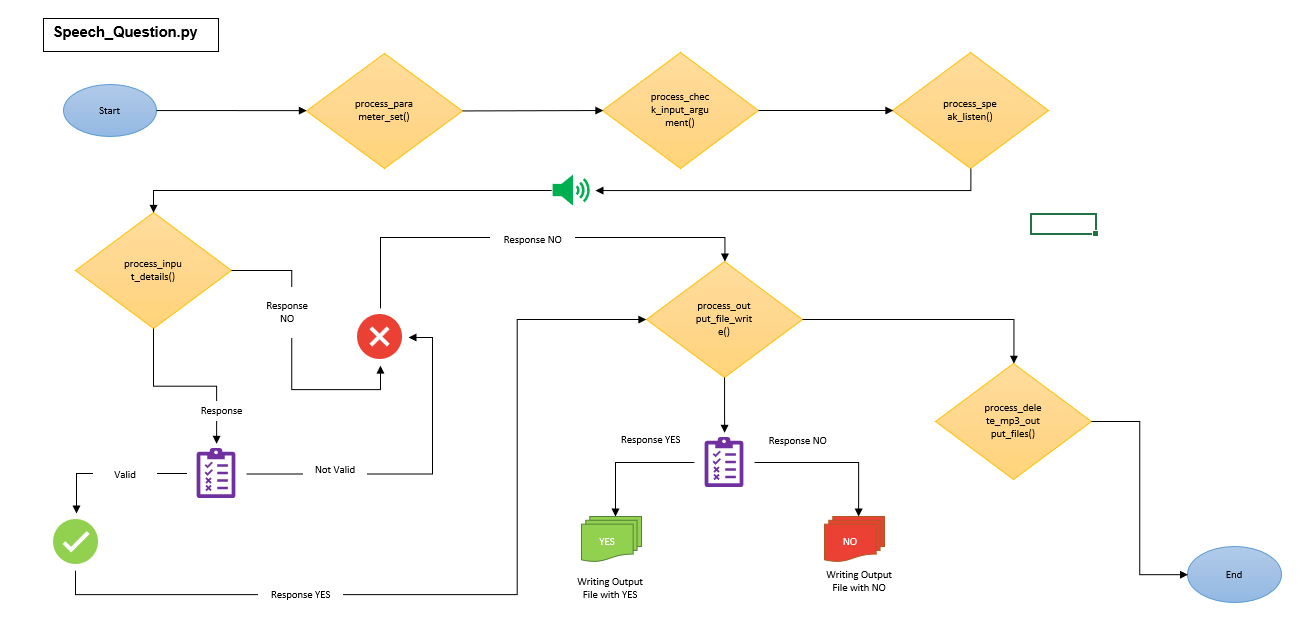 Speech_Question.py
Start
process_para
meter_set()
process_chec
k_input_argu
ment()
process_spe
ak_listen()
process_inpu
t_details()
Response
NO
Response NO
process_out
put_file_writ
e()
process_dele
te_mp3_out
put_files()
Response
Valid
Not Valid
Response YES
Response NO
YES
NO
Writing Output
File with YES
Writing Output
File with NO
Response YES
End